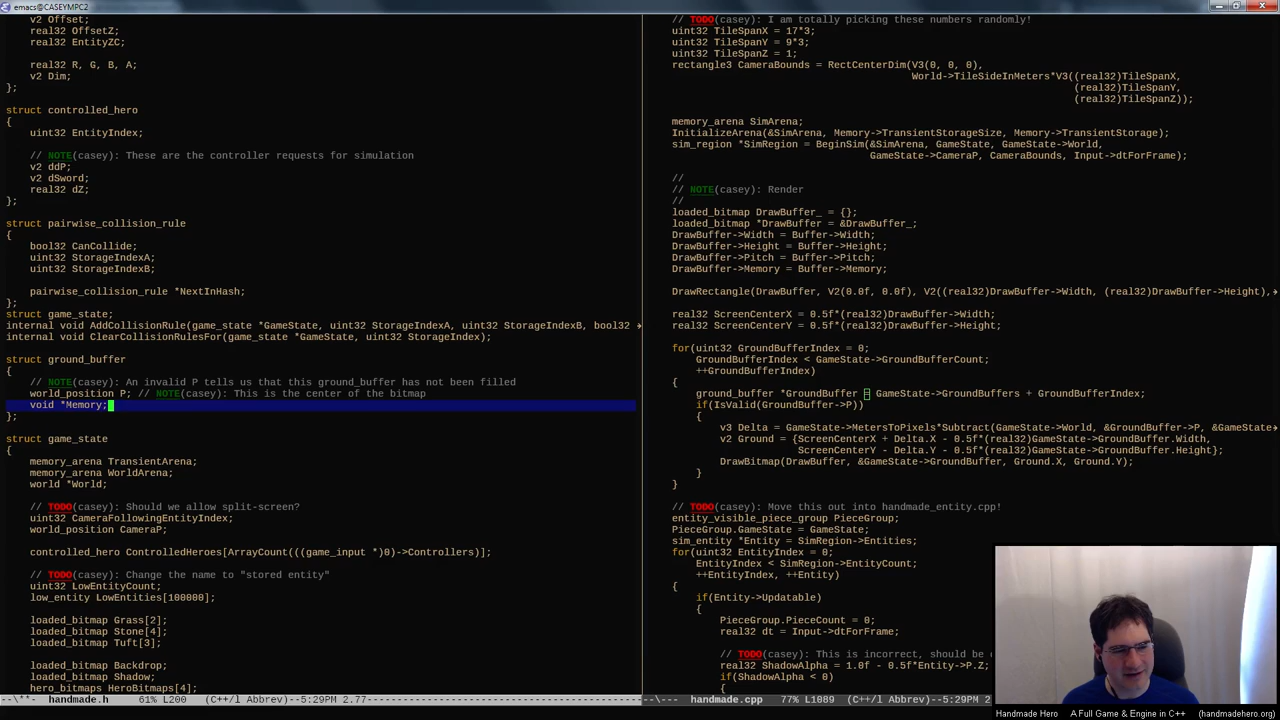 emacs@CASEYMPC2
v2 Offset;
real32 OffsetZ;
real32 EntityZC;
real32 R, G, B, A;
v2 Dim;
};
struct controlled_hero
{
uint32 EntityIndex;
// NOTE(casey): These are the controller requests for simulation
v2 ddP;
v2 dSword;
real32 dZ;
};
struct pairwise_collision_rule
{
bool32 CanCollide;
uint32 StorageIndexA;
uint32 StorageIndexB;
pairwise_collision_rule *NextInHash;
};
struct game_state;
internal void AddCollisionRule(game_state *GameState, uint32 StorageIndexA, uint32 StorageIndexB, bool32
internal void ClearCollisionRulesFor(game_state *GameState, uint32 StorageIndex);
struct ground_buffer
{
// NOTE(casey): An invalid P tells us that this ground_buffer has not been filled
world_position P; // NOTE(casey): This is the center of the bitmap
void *Memory;
};
struct game_state
{
memory_arena TransientArena;
memory_arena WorldArena;
world *World;
// TODO(casey): Should we allow split-screen?
uint32 CameraFollowingEntityIndex;
world_position CameraP;
controlled_hero ControlledHeroes[ArrayCount(((game_input *)0)->Controllers)];
// TODO(casey): Change the name to "stored entity"
uint32 LowEntityCount;
low_entity LowEntities[100000];
loaded_bitmap Grass[2];
loaded_bitmap Stone[4];
loaded_bitmap Tuft[3];
loaded_bitmap Backdrop;
loaded_bitmap Shadow;
hero_bitmaps HeroBitmaps[4];
--\**- handmade.h 61% L200 (C++/l Abbrev)--5:29PM 2.77
// TODO(casey): I am totally picking these numbers randomly!
uint32 TileSpanX = 17*3;
uint32 TileSpanY = 9*3;
uint32 TileSpanZ = 1;
rectangle3 CameraBounds = RectCenterDim(V3(0, 0, 0),
World->TileSideInMeters*V3((real32)TileSpanX,
(real32)TileSpanY,
(real32)TileSpanZ));
memory_arena SimArena;
InitializeArena(&SimArena, Memory->TransientStorageSize, Memory->TransientStorage);
sim_region *SimRegion = BeginSim(&SimArena, GameState, GameState->World,
GameState->CameraP, CameraBounds, Input->dtForFrame);
//
// NOTE(casey): Render
//
loaded_bitmap DrawBuffer_ = {};
loaded_bitmap *DrawBuffer = &DrawBuffer_;
DrawBuffer->Width = Buffer->Width;
DrawBuffer->Height = Buffer->Height;
DrawBuffer->Pitch = Buffer->Pitch;
DrawBuffer->Memory = Buffer->Memory;
DrawRectangle(DrawBuffer, V2(0.0f, 0.0f), V2((real32)DrawBuffer->Width, (real32)DrawBuffer->Height),
real32 ScreenCenterX = 0.5f*(real32)DrawBuffer->Width;
real32 ScreenCenterY = 0.5f*(real32)DrawBuffer->Height;
for(uint32 GroundBufferIndex = 0;
GroundBufferIndex < GameState->GroundBufferCount;
++GroundBufferIndex)
{
ground_buffer *GroundBuffer = GameState->GroundBuffers + GroundBufferIndex;
if(IsValid(GroundBuffer->P))
{
v3 Delta = GameState->MetersToPixels*Subtract(GameState->World, &GroundBuffer->P, &GameState
v2 Ground = {ScreenCenterX + Delta.X - 0.5f*(real32)GameState->GroundBuffer.Width,
ScreenCenterY - Delta.Y - 0.5f*(real32)GameState->GroundBuffer.Height};
DrawBitmap(DrawBuffer, &GameState->GroundBuffer, Ground.X, Ground.Y);
}
}
// TODO(casey): Move this out into handmade_entity.cpp!
entity_visible_piece_group PieceGroup;
PieceGroup.GameState = GameState;
sim_entity *Entity = SimRegion->Entities;
for(uint32 EntityIndex = 0;
EntityIndex < SimRegion->EntityCount;
++EntityIndex, ++Entity)
{
if(Entity->Updatable)
{
PieceGroup.PieceCount = 0;
real32 dt = Input->dtForFrame;
// TODO(casey): This is incorrect, should be
real32 ShadowAlpha = 1.0f - 0.5f*Entity->P.Z;
if(ShadowAlpha < 0)
{
--\--- handmade.cpp 77% L1089 (C++/l Abbrev)--5:29PM 2
Handmade Hero A Full Game & Engine in C++ (handmadehero.org)